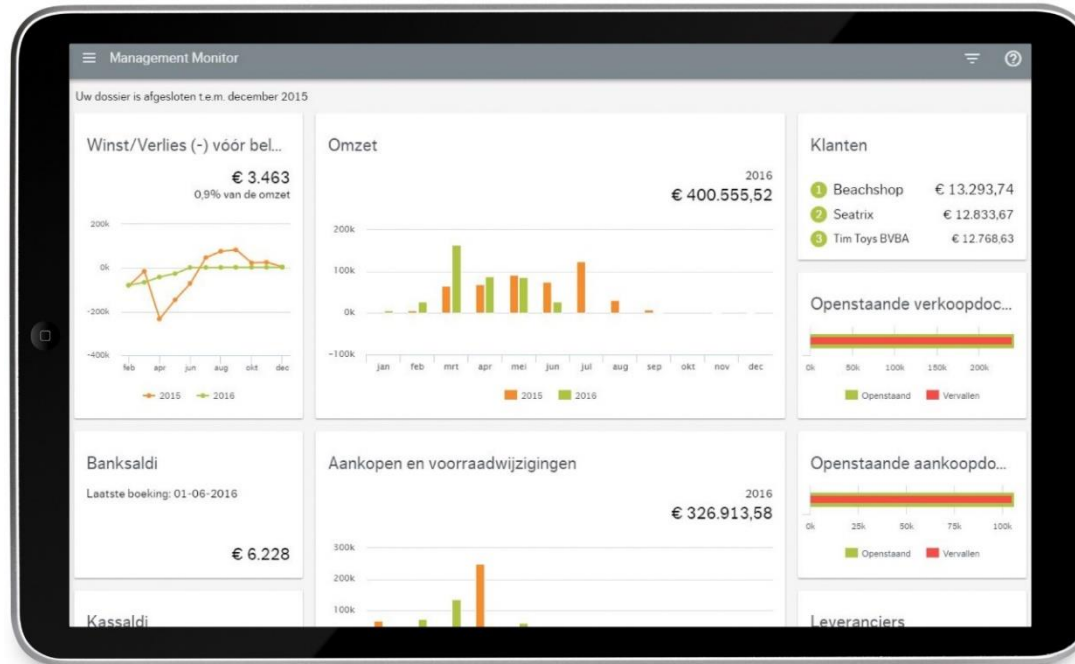 Management Monitor
Uw dossier is afgesloten t.e.m. december 2015
Winst/Verlies (-) vóór bel...
€ 3.463
0,9% van de omzet
200k
0k
-200k
-400k
feb apr jun aug okt dec
2015 2016
Omzet
2016
€ 400.555,52
200k
100k
0k
-100k
jan feb mrt apr mei jun jul aug sep okt nov dec
2015 2016
Klanten
1 Beachshop € 13.293,74
2 Seatrix € 12.833,67
3 Tim Toys BVBA € 12.768,63
Openstaande verkoopdoc...
0k 50k 100k 150k 200k
Openstaand Vervallen
Banksaldi
Laatste boeking: 01-06-2016
€ 6.228
Aankopen en voorraadwijzigingen
2016
€ 326.913,58
300k
200k
100k
Openstaande aankoopdo...
0k 25k 50k 75k 100k
Openstaand Vervallen
Kassaldi
Leveranciers